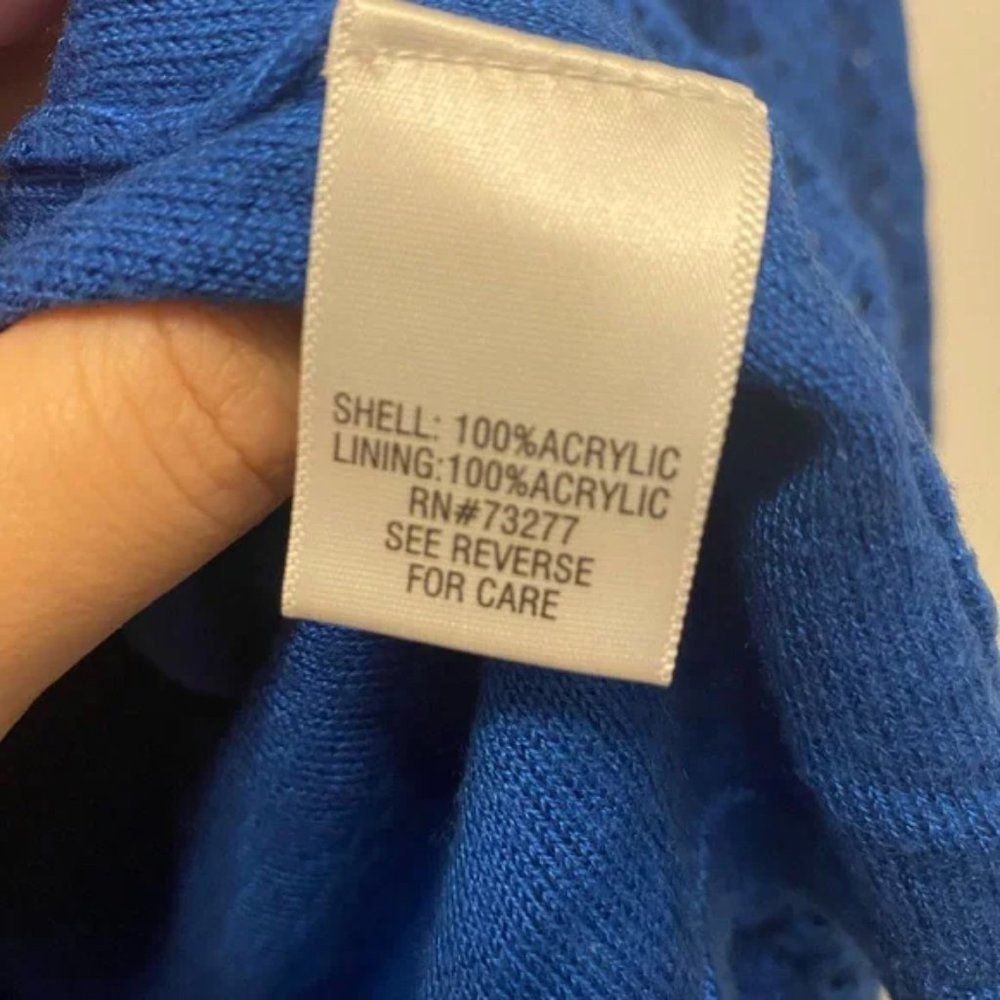 SHELL: 100%ACRYLIC
LINING:100%ACRYLIC
RN#73277
SEE REVERSE
FOR CARE